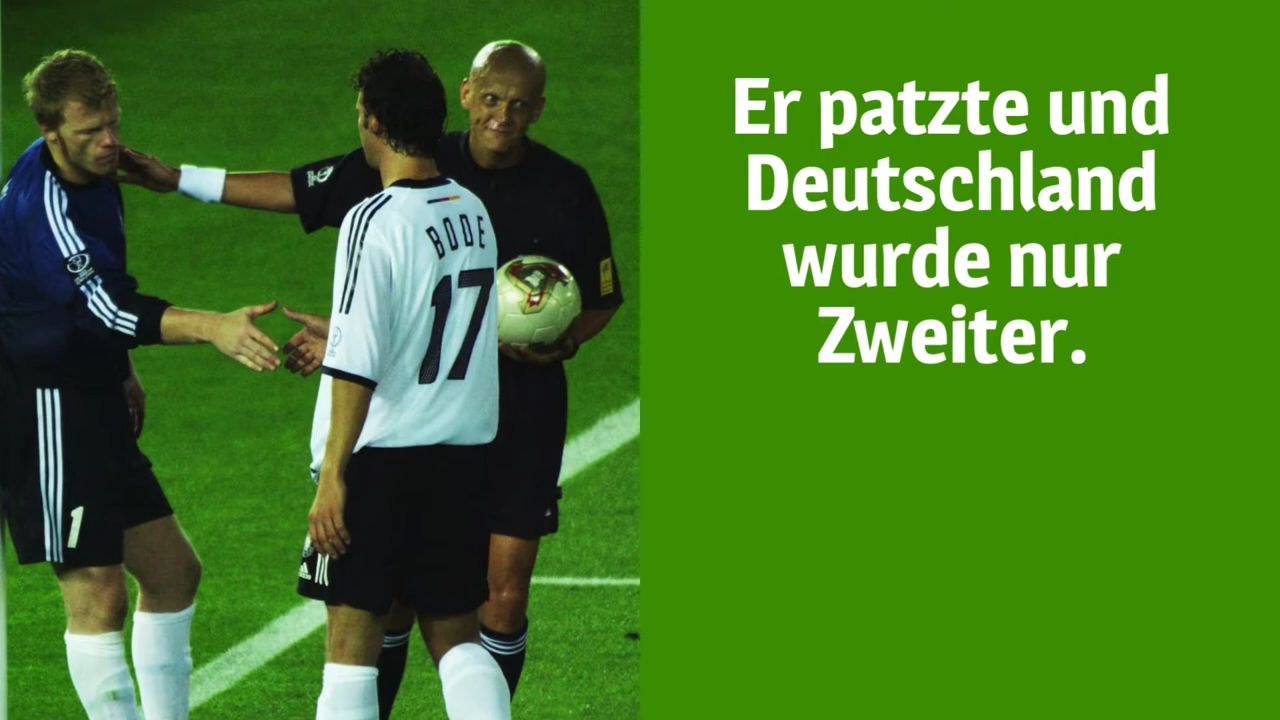 BODE
17
1
Er patzte und
Deutschland
wurde nur
Zweiter.